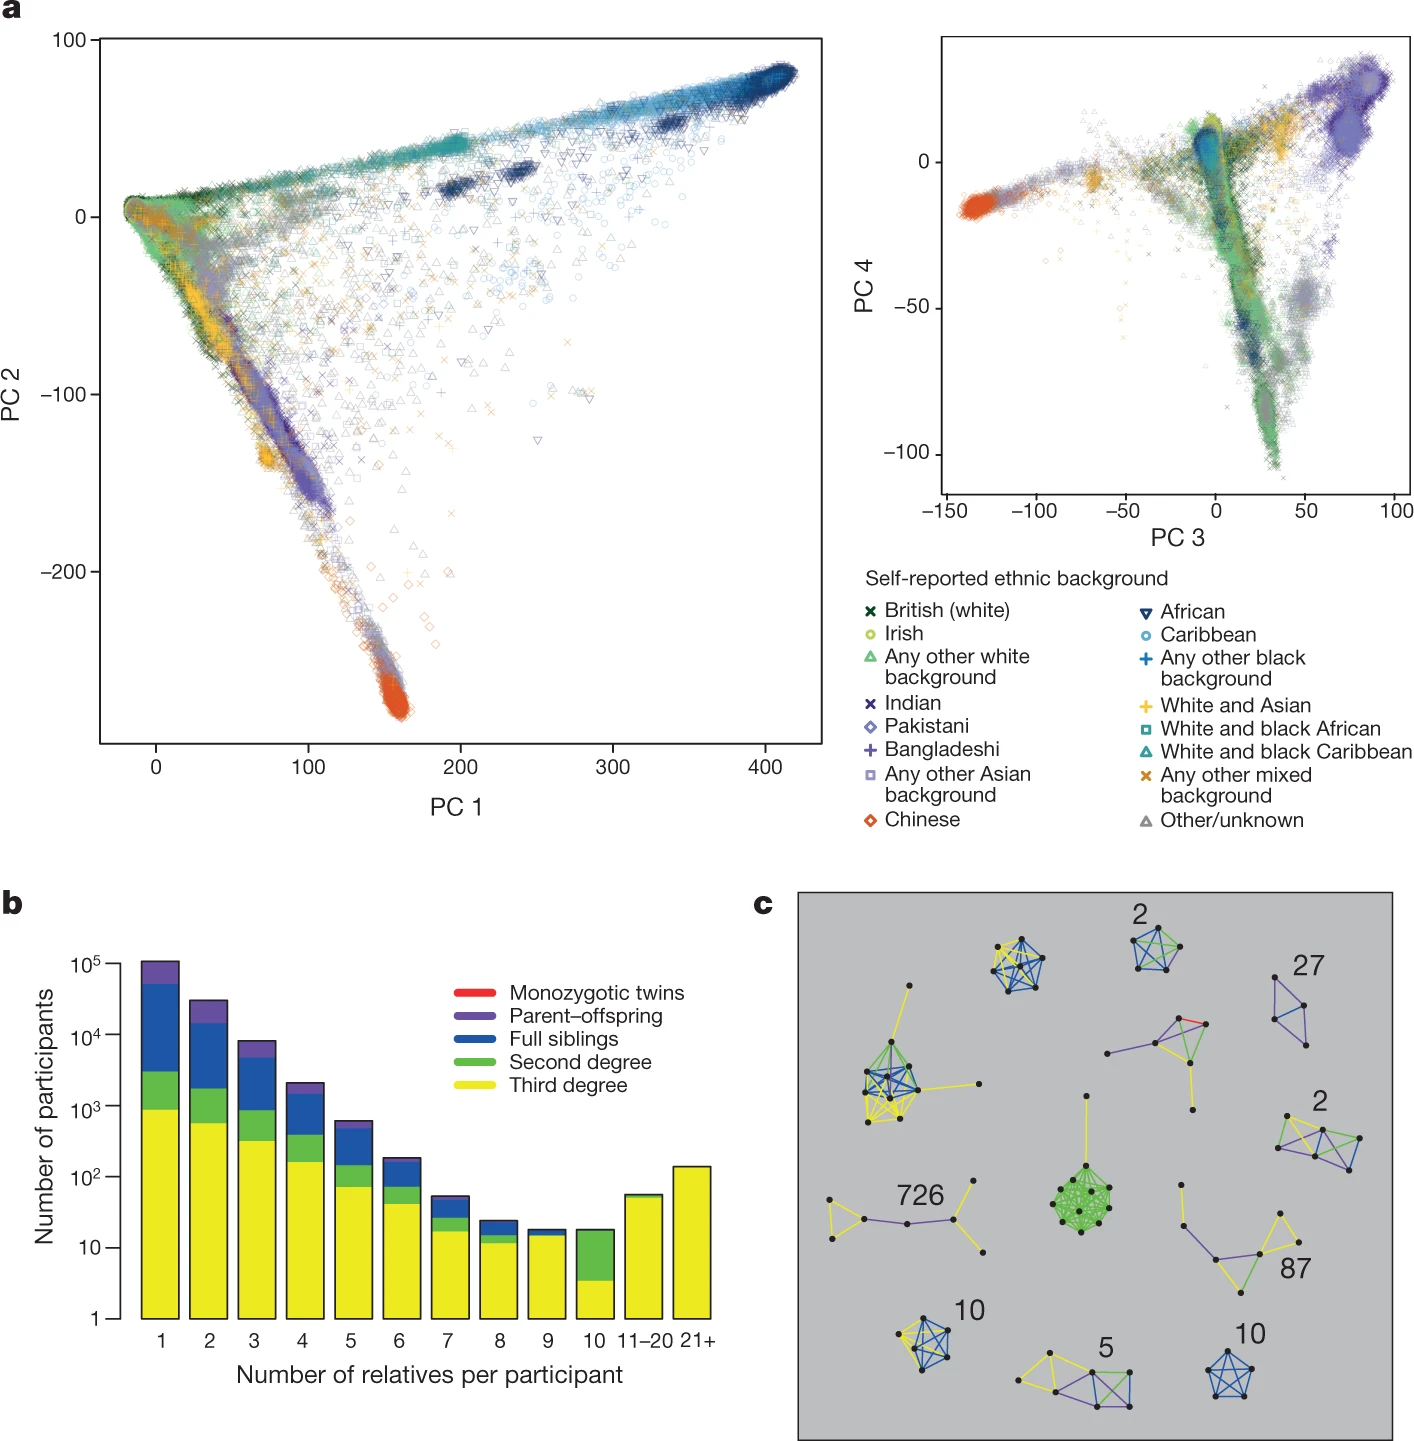 a
100
0
−100
−200
PC 2
0
100
200
300
400
PC 1
0
−50
−100
PC 4
−150
−100
−50
0
50
100
PC 3
Self-reported ethnic background
British (white)
Irish
Any other white
background
Indian
Pakistani
Bangladeshi
Any other Asian
background
Chinese
African
Caribbean
Any other black
background
White and Asian
White and black African
White and black Caribbean
Any other mixed
background
Other/unknown
b
Number of participants
10⁵
10⁴
10³
10²
10
1
Monozygotic twins
Parent–offspring
Full siblings
Second degree
Third degree
1 2 3 4 5 6 7 8 9 10 11–20 21+
Number of relatives per participant
c
2
27
2
726
87
10
5
10